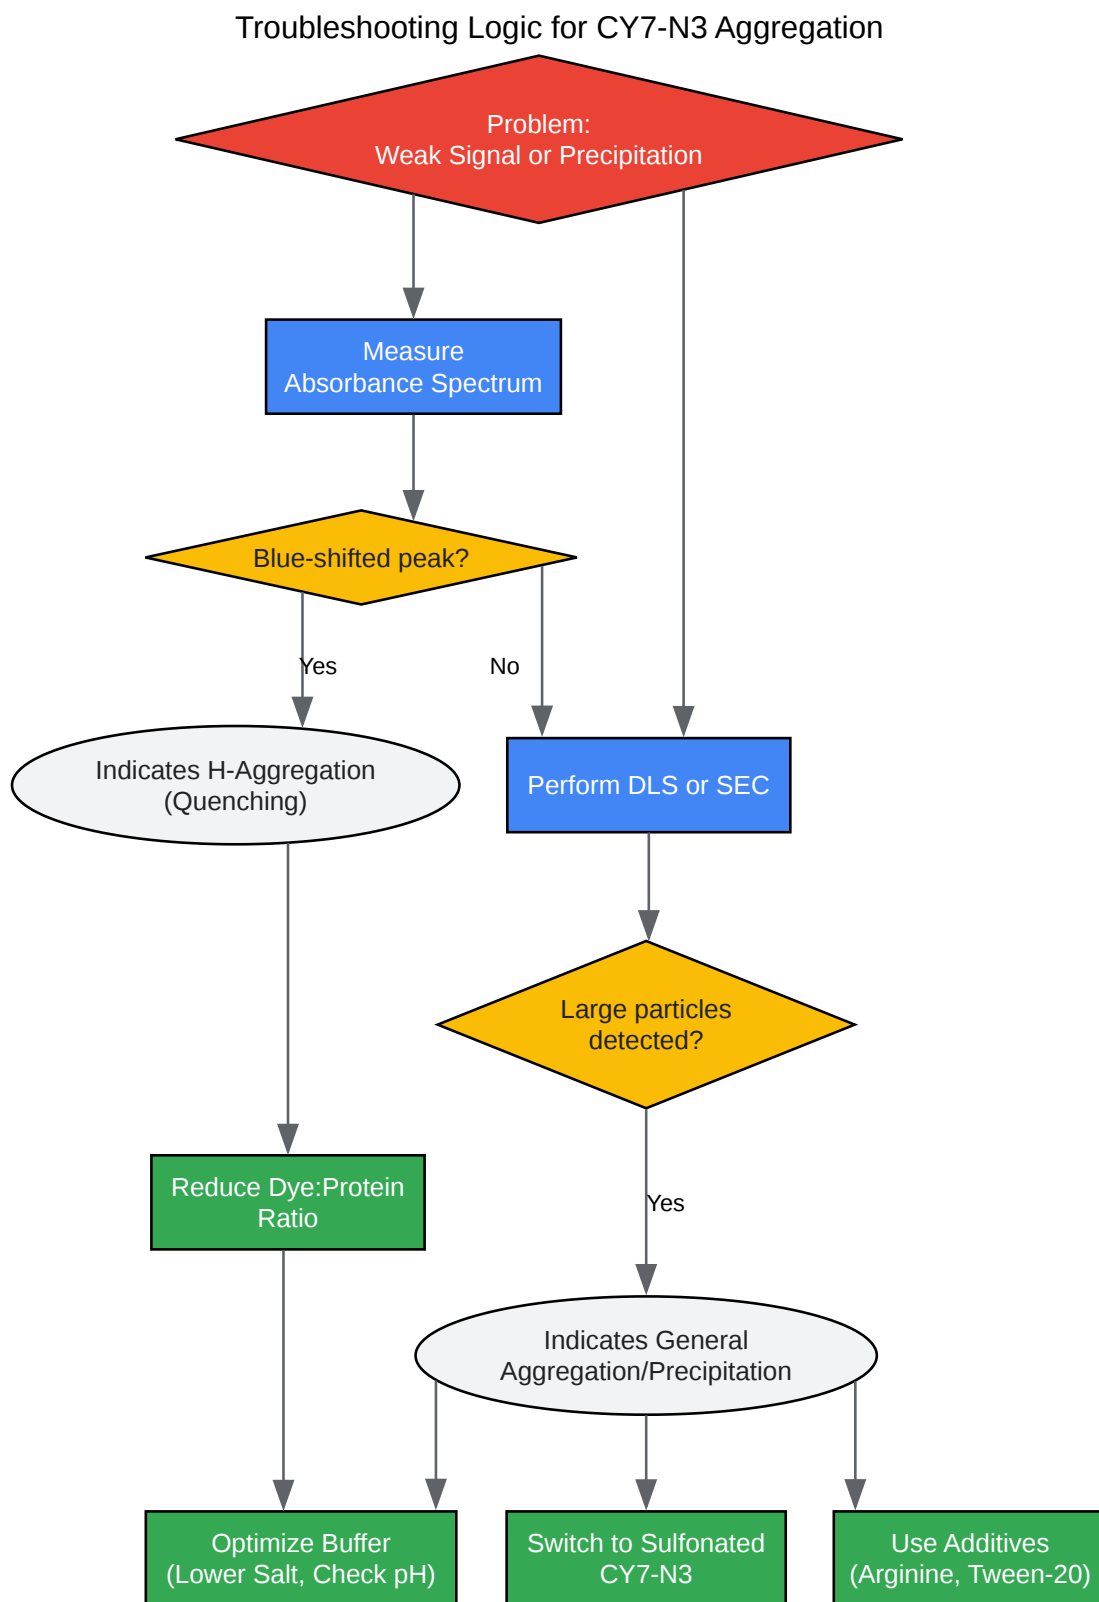 Troubleshooting Logic for CY7-N3 Aggregation
Problem:
Weak Signal or Precipitation
Measure
Absorbance Spectrum
Blue-shifted peak?
Yes
No
Indicates H-Aggregation
(Quenching)
Perform DLS or SEC
Large particles
detected?
Reduce Dye:Protein
Ratio
Yes
Indicates General
Aggregation/Precipitation
Optimize Buffer
(Lower Salt, Check pH)
Switch to Sulfonated
CY7-N3
Use Additives
(Arginine, Tween-20)